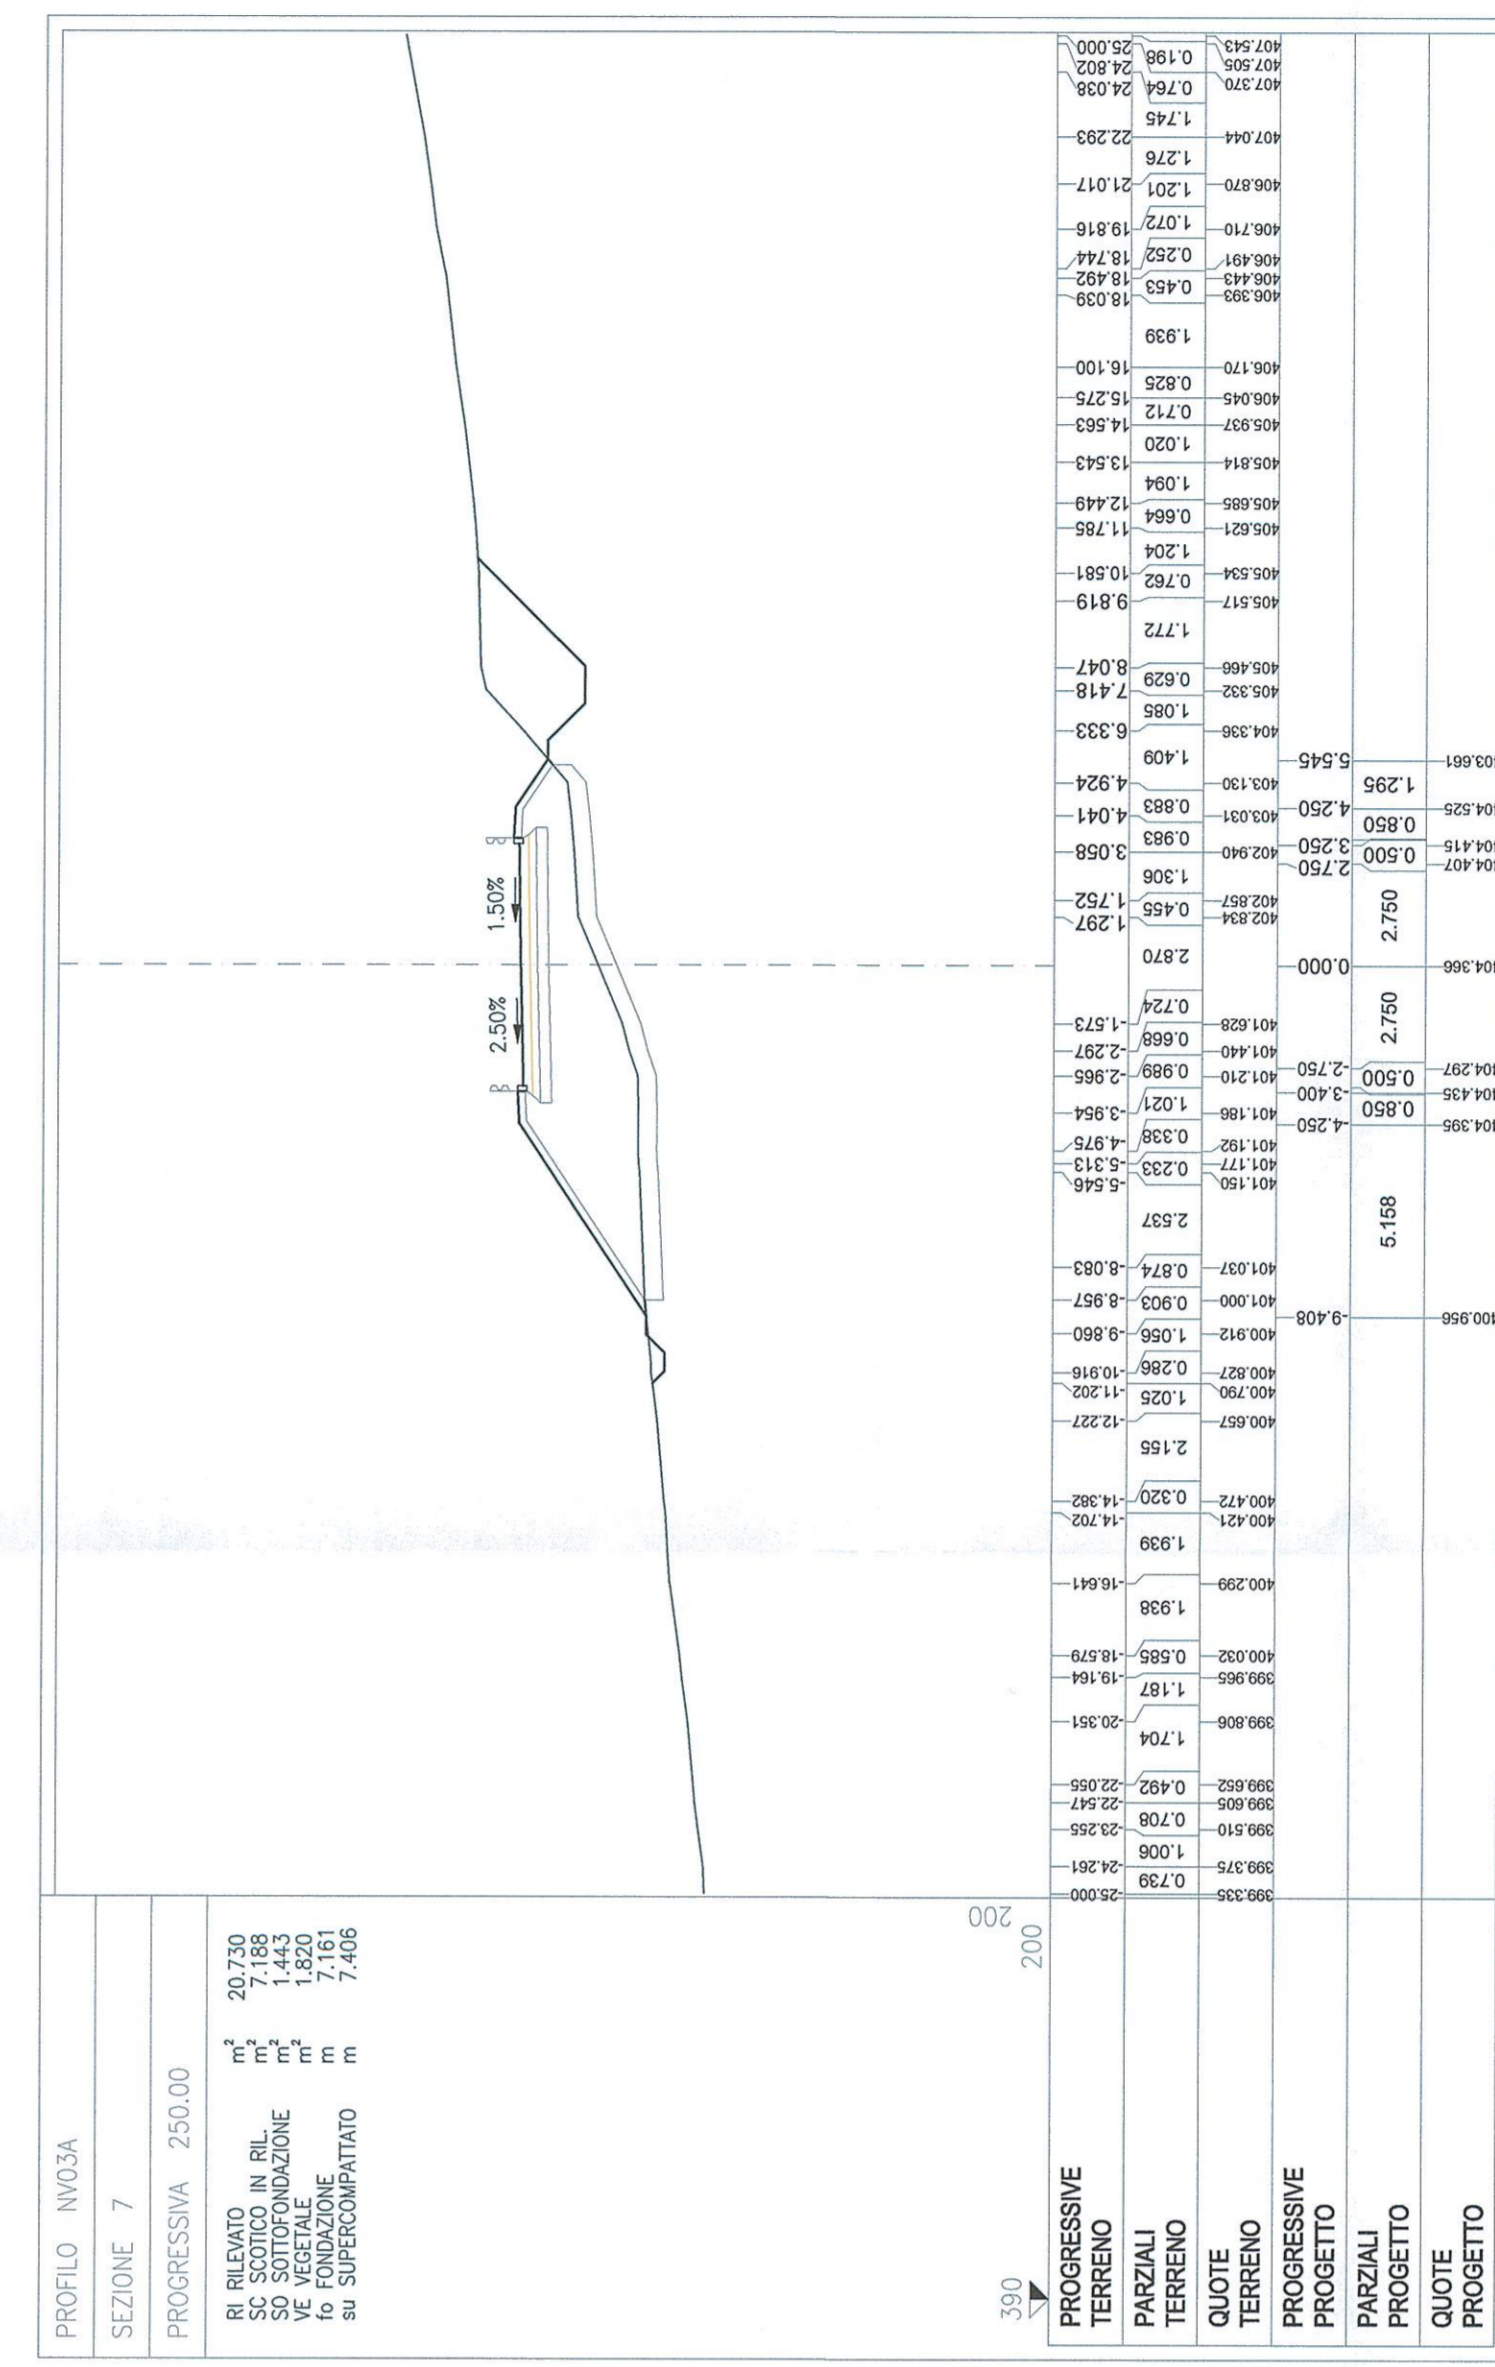 PROFILO NV03A
SEZIONE 7
PROGRESSIVA 250.00
RI RILEVATO m² 20.730
SC SCOTICO IN RIL. m² 7.188
SO SOTTOFONDAZIONE m² 1.443
VE VEGETALE m² 1.820
fo FONDAZIONE m 7.161
su SUPERCOMPATTATO m 7.406
2.50% 1.50%
200
200
390
PROGRESSIVE TERRENO
-25.000 -24.261 -23.255 -22.547 -22.055 -20.351 -19.164 -18.579 -16.641 -14.702 -14.382 -12.227 -11.202 -10.916 -9.860 -8.957 -8.083 -5.546 -5.313 -4.975 -3.954 -2.965 -2.297 -1.573 1.297 1.752 3.058 4.041 4.924 6.333 7.418 8.047 9.819 10.581 11.785 12.449 13.543 14.563 15.275 16.100 18.039 18.492 18.744 19.816 21.017 22.293 24.038 24.802 25.000
PARZIALI TERRENO
0.739 1.006 0.708 0.492 1.704 1.187 0.585 1.938 1.939 0.320 2.155 1.025 0.286 1.056 0.903 0.874 2.537 0.233 0.338 1.021 0.989 0.668 0.724 2.870 0.455 1.306 0.983 0.883 1.409 1.085 0.629 1.772 0.762 1.204 0.664 1.094 1.020 0.712 0.825 1.939 0.453 0.252 1.072 1.201 1.276 1.745 0.764 0.198
QUOTE TERRENO
399.335 399.375 399.510 399.605 399.652 399.806 399.965 400.032 400.299 400.421 400.472 400.657 400.790 400.827 400.912 401.000 401.037 401.150 401.177 401.192 401.186 401.210 401.440 401.628 402.834 402.857 402.940 403.031 403.130 404.336 405.332 405.466 405.517 405.534 405.621 405.685 405.814 405.937 406.045 406.170 406.393 406.443 406.491 406.710 406.870 407.044 407.370 407.505 407.543
PROGRESSIVE PROGETTO
-9.408 -4.250 -3.400 -2.750 0.000 2.750 3.250 4.250 5.545
PARZIALI PROGETTO
5.158 0.850 0.500 2.750 2.750 0.500 0.850 1.295
QUOTE PROGETTO
400.956 404.395 404.435 404.297 404.366 404.407 404.415 404.525 403.661